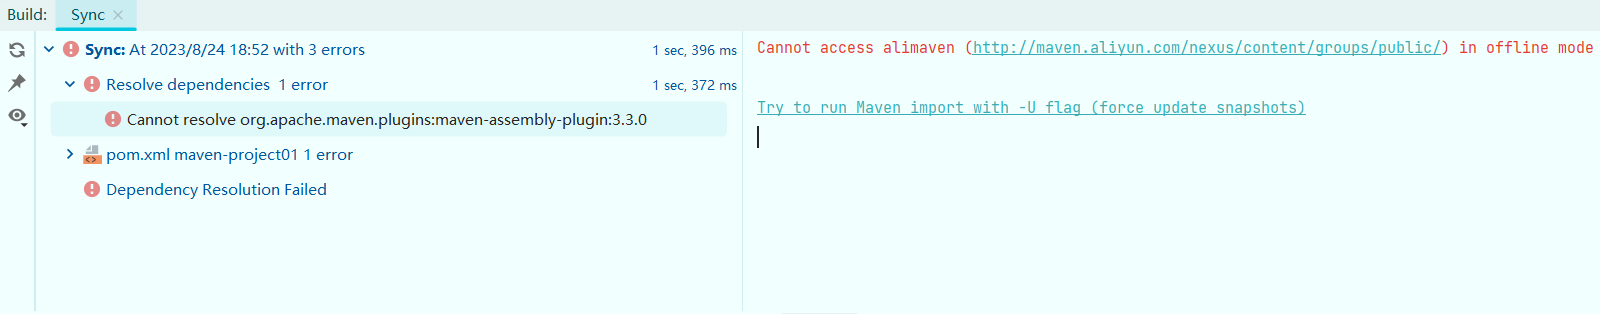 Build: Sync
Sync: At 2023/8/24 18:52 with 3 errors 1 sec, 396 ms
Resolve dependencies 1 error 1 sec, 372 ms
Cannot resolve org.apache.maven.plugins:maven-assembly-plugin:3.3.0
pom.xml maven-project01 1 error
Dependency Resolution Failed
Cannot access alimaven (http://maven.aliyun.com/nexus/content/groups/public/) in offline mode
Try to run Maven import with -U flag (force update snapshots)